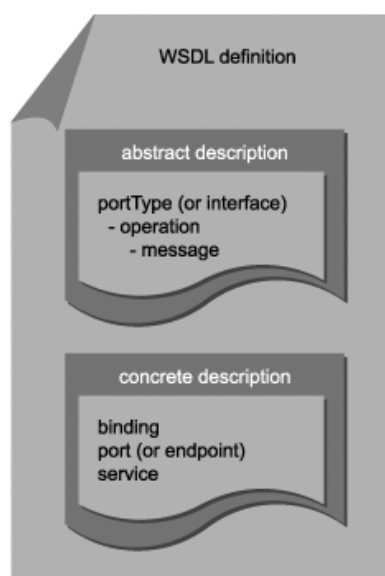 WSDL definition
abstract description
portType (or interface)
- operation
- message
concrete description
binding
port (or endpoint)
service